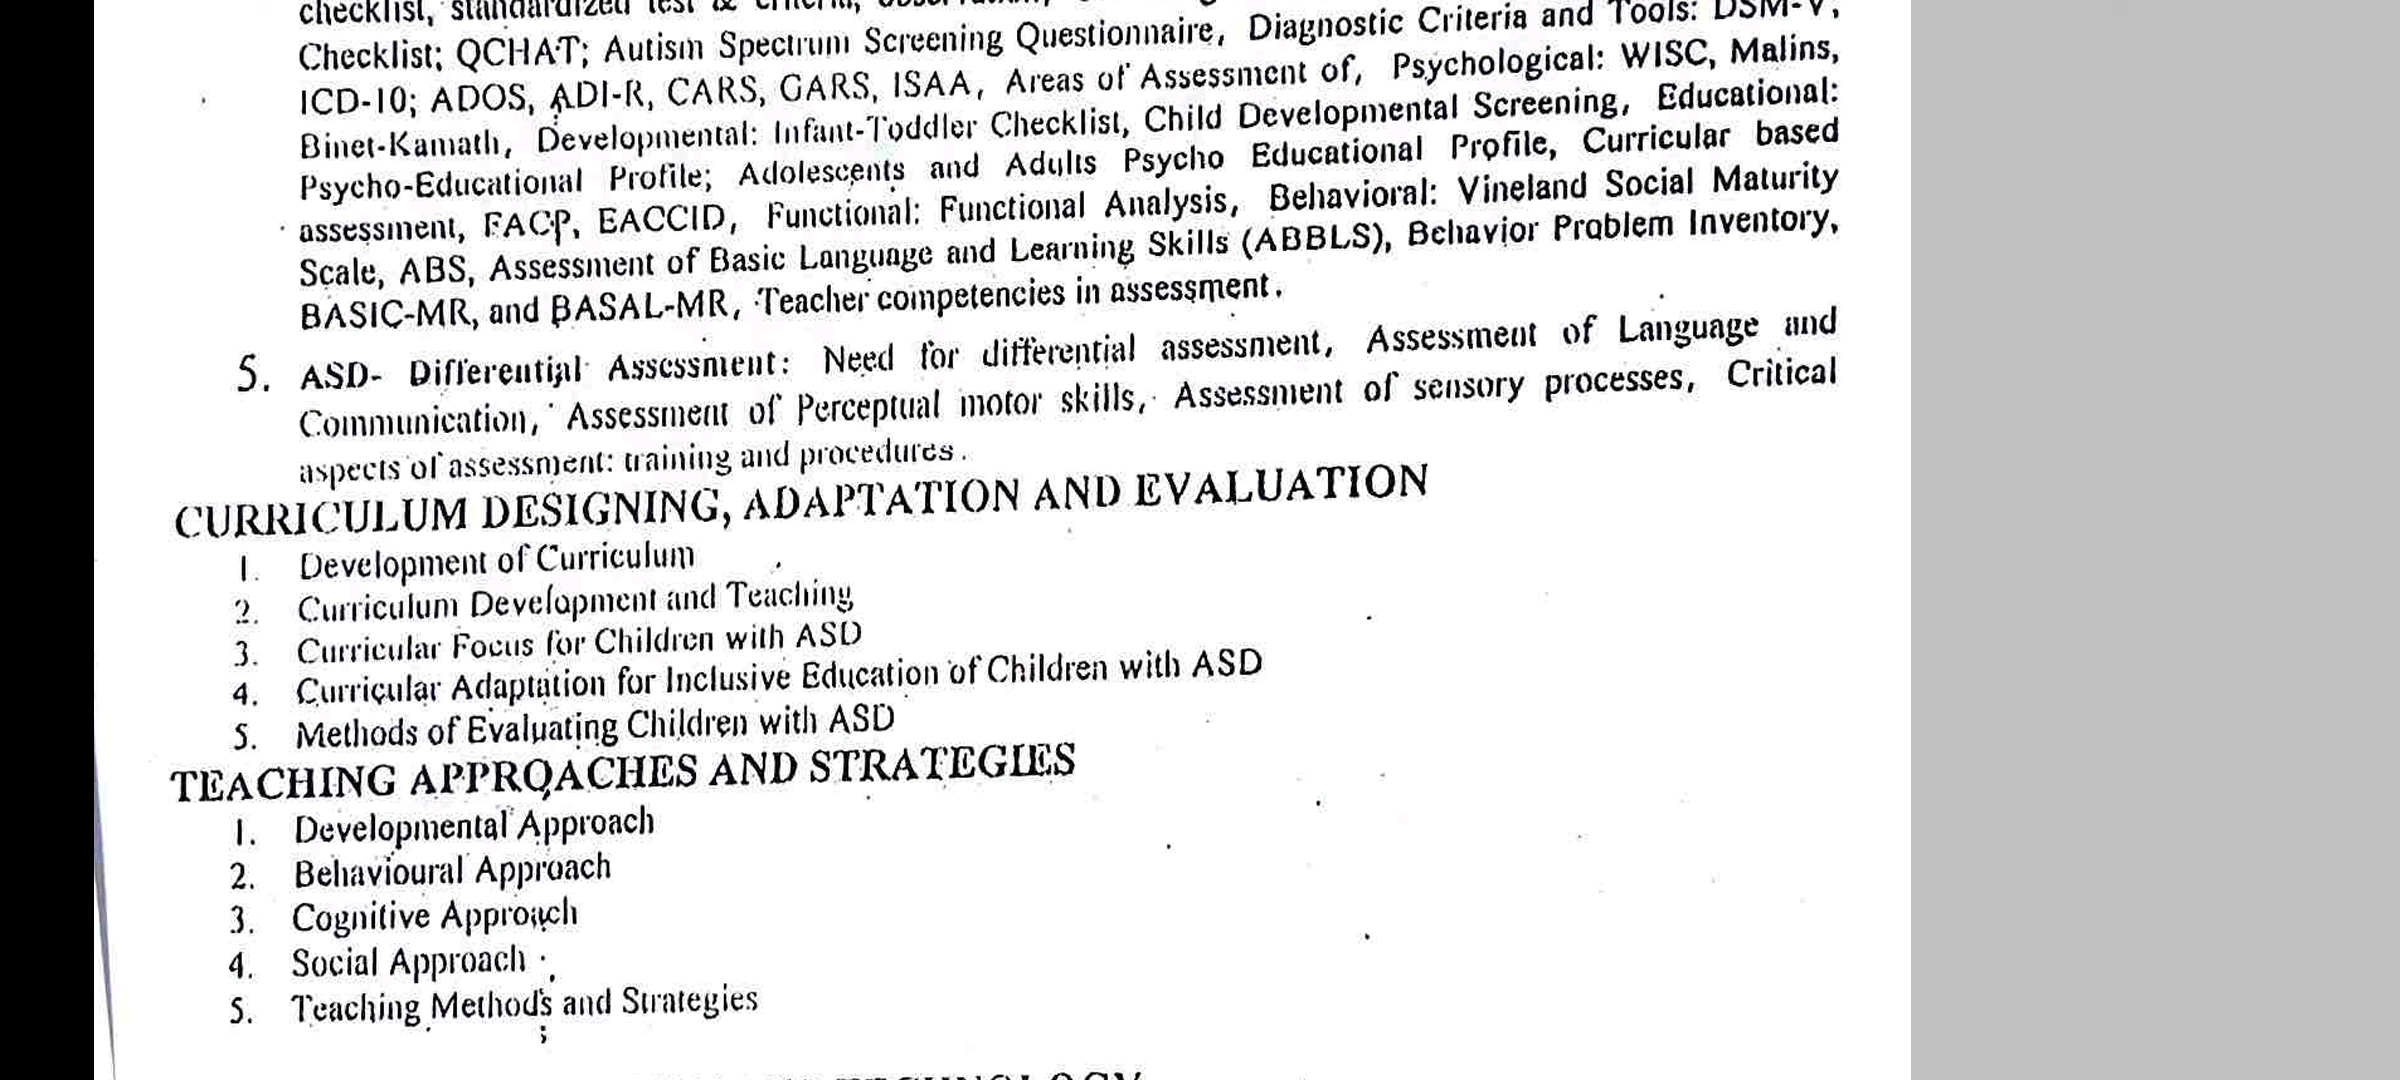 checklist, standardized test & criteria,
Checklist; QCHAT; Autism Spectrum Screening Questionnaire, Diagnostic Criteria and Tools: DSM-V,
ICD-10; ADOS, ADI-R, CARS, GARS, ISAA, Areas of Assessment of, Psychological: WISC, Malins,
Binet-Kamath, Developmental: Infant-Toddler Checklist, Child Developmental Screening, Educational:
Psycho-Educational Profile; Adolescents and Adults Psycho Educational Profile, Curricular based
assessment, FACP, EACCID, Functional: Functional Analysis, Behavioral: Vineland Social Maturity
Scale, ABS, Assessment of Basic Language and Learning Skills (ABBLS), Behavior Problem Inventory,
BASIC-MR, and BASAL-MR, Teacher competencies in assessment.
5. ASD- Differential Assessment: Need for differential assessment, Assessment of Language and
Communication, Assessment of Perceptual motor skills, Assessment of sensory processes, Critical
aspects of assessment: training and procedures.
CURRICULUM DESIGNING, ADAPTATION AND EVALUATION
1. Development of Curriculum
2. Curriculum Development and Teaching
3. Curricular Focus for Children with ASD
4. Curricular Adaptation for Inclusive Education of Children with ASD
5. Methods of Evaluating Children with ASD
TEACHING APPROACHES AND STRATEGIES
1. Developmental Approach
2. Behavioural Approach
3. Cognitive Approach
4. Social Approach
5. Teaching Methods and Strategies